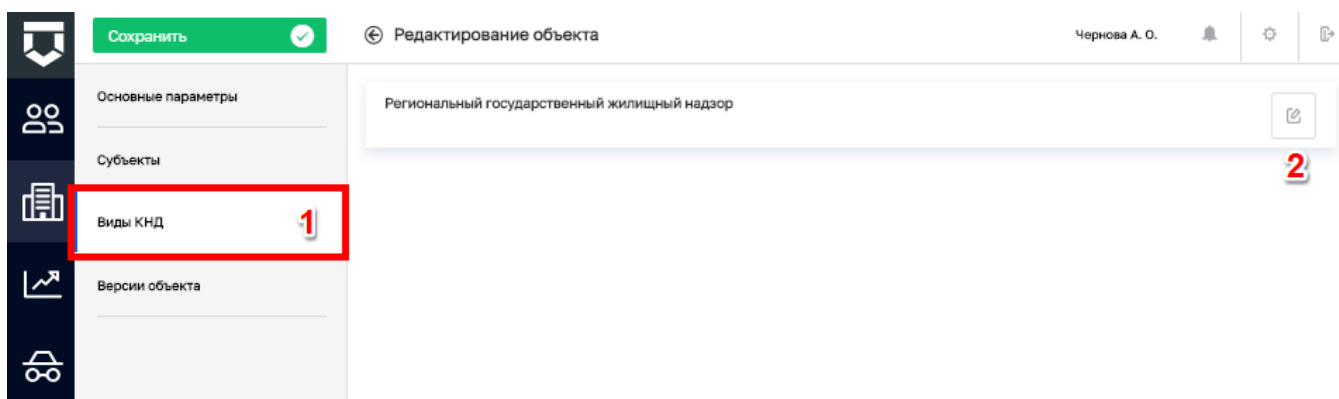 Сохранить
Редактирование объекта
Чернова А. О.
Основные параметры
Региональный государственный жилищный надзор
2
Субъекты
Виды КНД
1
Версии объекта